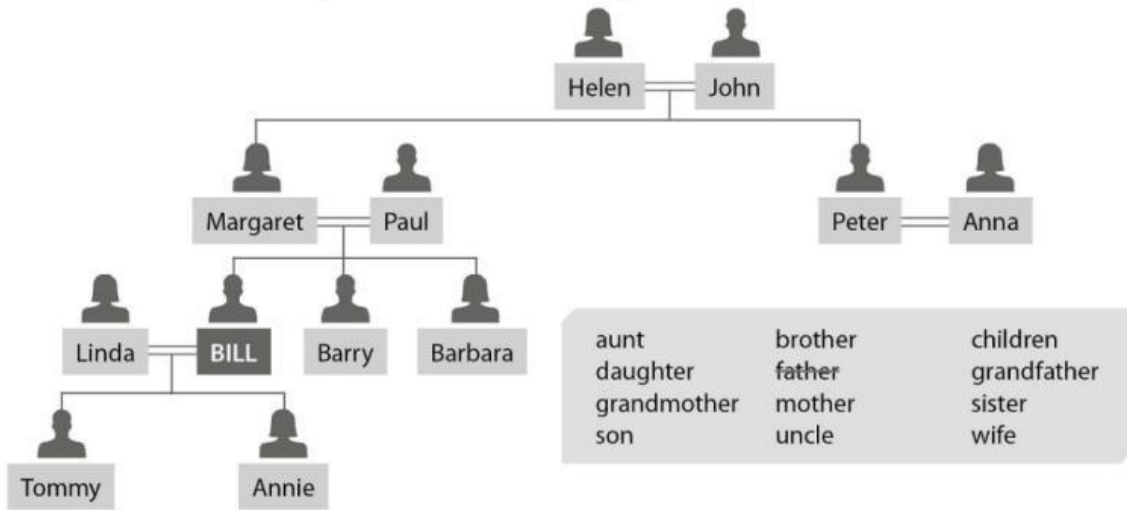 Helen John
Margaret Paul Peter Anna
Linda BILL Barry Barbara
Tommy Annie
aunt brother children
daughter father grandfather
grandmother mother sister
son uncle wife